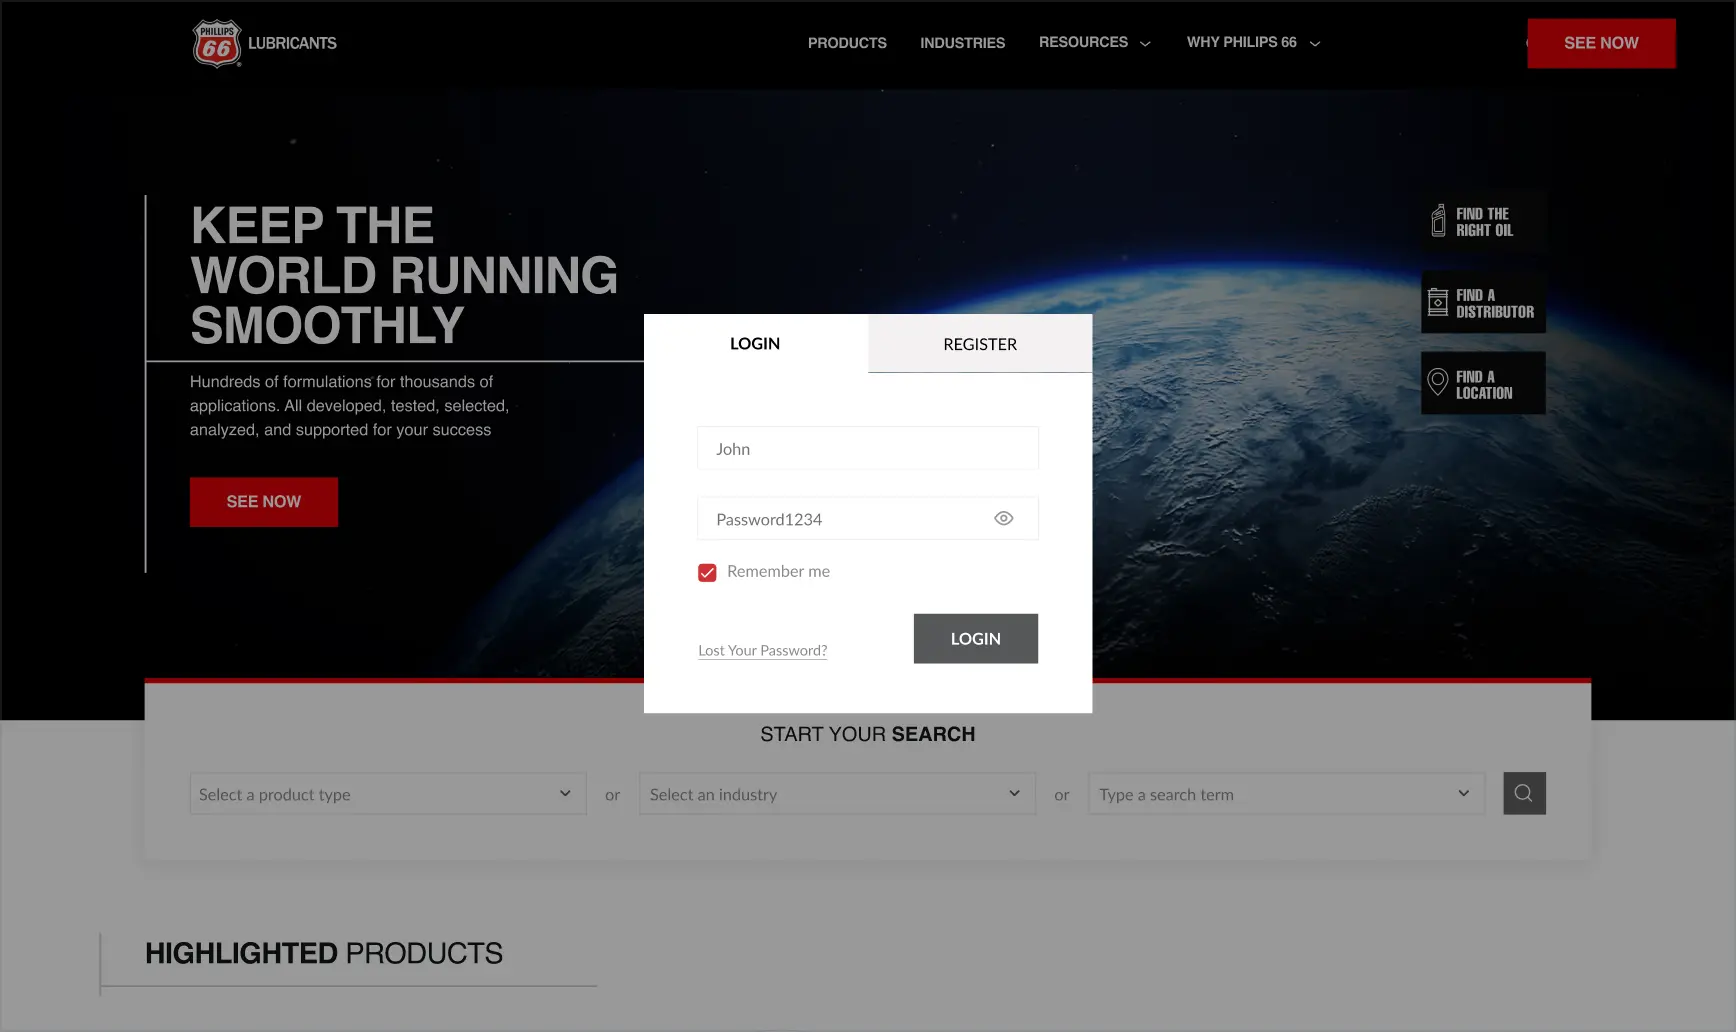 PHILLIPS
66
LUBRICANTS
PRODUCTS
INDUSTRIES
RESOURCES
WHY PHILIPS 66
SEE NOW
KEEP THE
WORLD RUNNING
SMOOTHLY
Hundreds of formulations for thousands of
applications. All developed, tested, selected,
analyzed, and supported for your success
SEE NOW
FIND THE
RIGHT OIL
FIND A
DISTRIBUTOR
FIND A
LOCATION
LOGIN
REGISTER
John
Password1234
Remember me
Lost Your Password?
LOGIN
START YOUR SEARCH
Select a product type
or
Select an industry
or
Type a search term
HIGHLIGHTED PRODUCTS